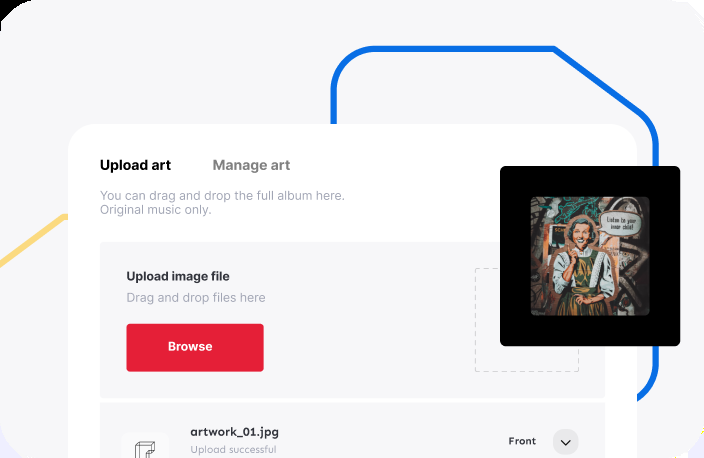 Upload art
Manage art
You can drag and drop the full album here.
Original music only.
Listen to your
inner child!
Upload image file
Drag and drop files here
Browse
artwork_01.jpg
Front
Upload successful